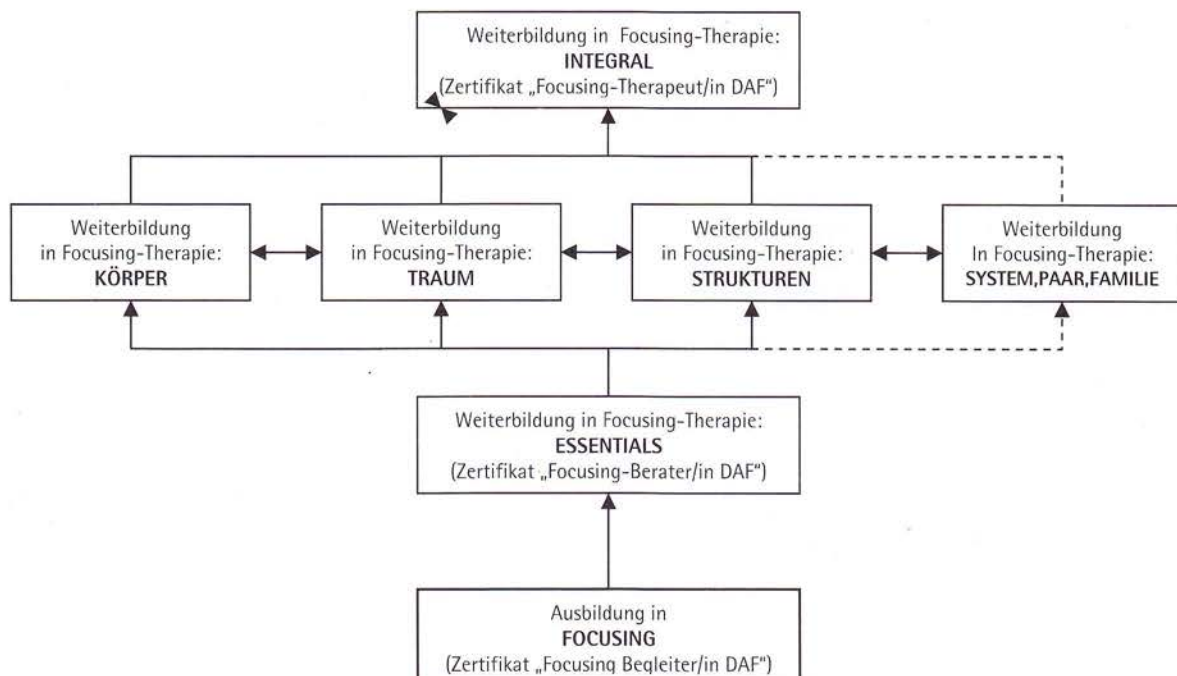 Weiterbildung in Focusing-Therapie:
INTEGRAL
(Zertifikat „Focusing-Therapeut/in DAF“)
Weiterbildung
in Focusing-Therapie:
KÖRPER
Weiterbildung
in Focusing-Therapie:
TRAUM
Weiterbildung
in Focusing-Therapie:
STRUKTUREN
Weiterbildung
In Focusing-Therapie:
SYSTEM,PAAR,FAMILIE
Weiterbildung in Focusing-Therapie:
ESSENTIALS
(Zertifikat „Focusing-Berater/in DAF“)
Ausbildung in
FOCUSING
(Zertifikat „Focusing Begleiter/in DAF“)